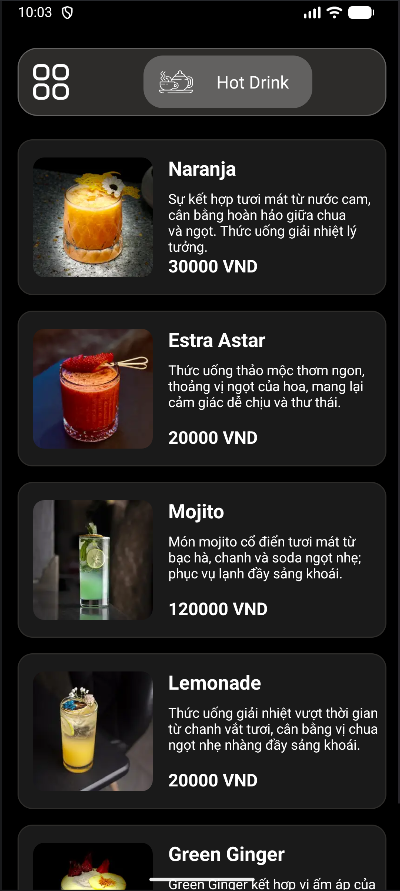 10:03
Hot Drink
Naranja
Sự kết hợp tươi mát từ nước cam,
cân bằng hoàn hảo giữa chua
và ngọt. Thức uống giải nhiệt lý
tưởng.
30000 VND
Estra Astar
Thức uống thảo mộc thơm ngon,
thoảng vị ngọt của hoa, mang lại
cảm giác dễ chịu và thư thái.
20000 VND
Mojito
Món mojito cổ điển tươi mát từ
bạc hà, chanh và soda ngọt nhẹ;
phục vụ lạnh đầy sảng khoái.
120000 VND
Lemonade
Thức uống giải nhiệt vượt thời gian
từ chanh vắt tươi, cân bằng vị chua
ngọt nhẹ nhàng đầy sảng khoái.
20000 VND
Green Ginger
Green Ginger kết hợp vị ấm áp của